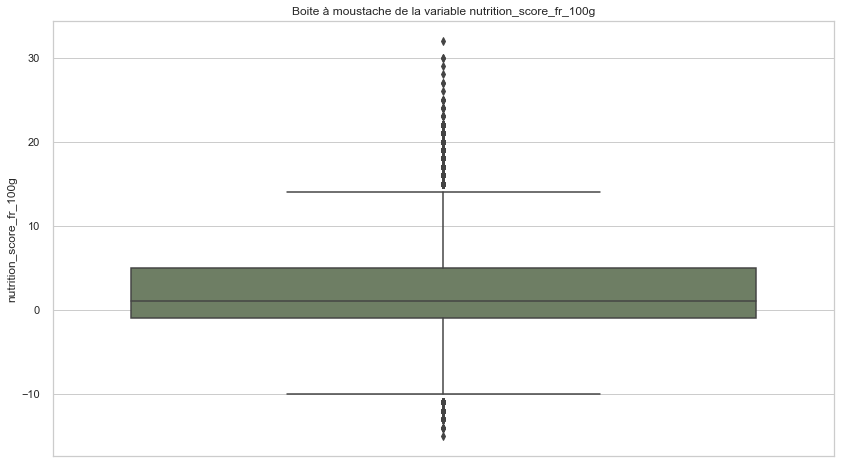 Boite à moustache de la variable nutrition_score_fr_100g
30
20
10
0
−10
nutrition_score_fr_100g